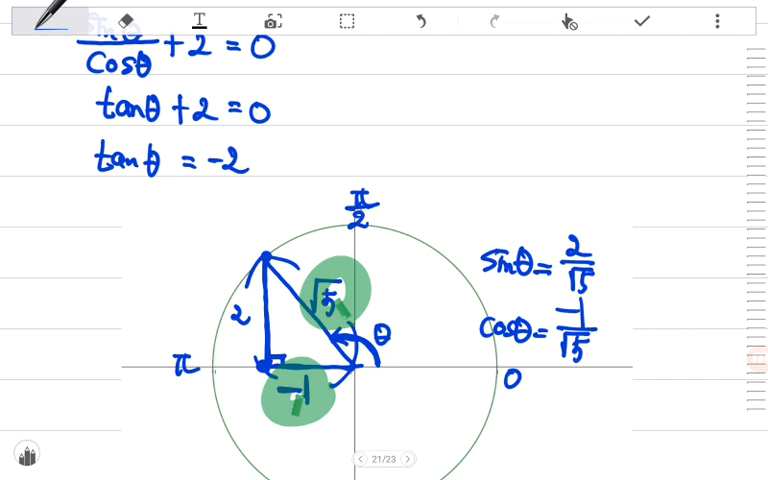 sinθ/cosθ + 2 = 0
tanθ + 2 = 0
tanθ = -2
π/2
sinθ = 2/√5
√5
2
θ
cosθ = -1/√5
π
-1
0
21/23